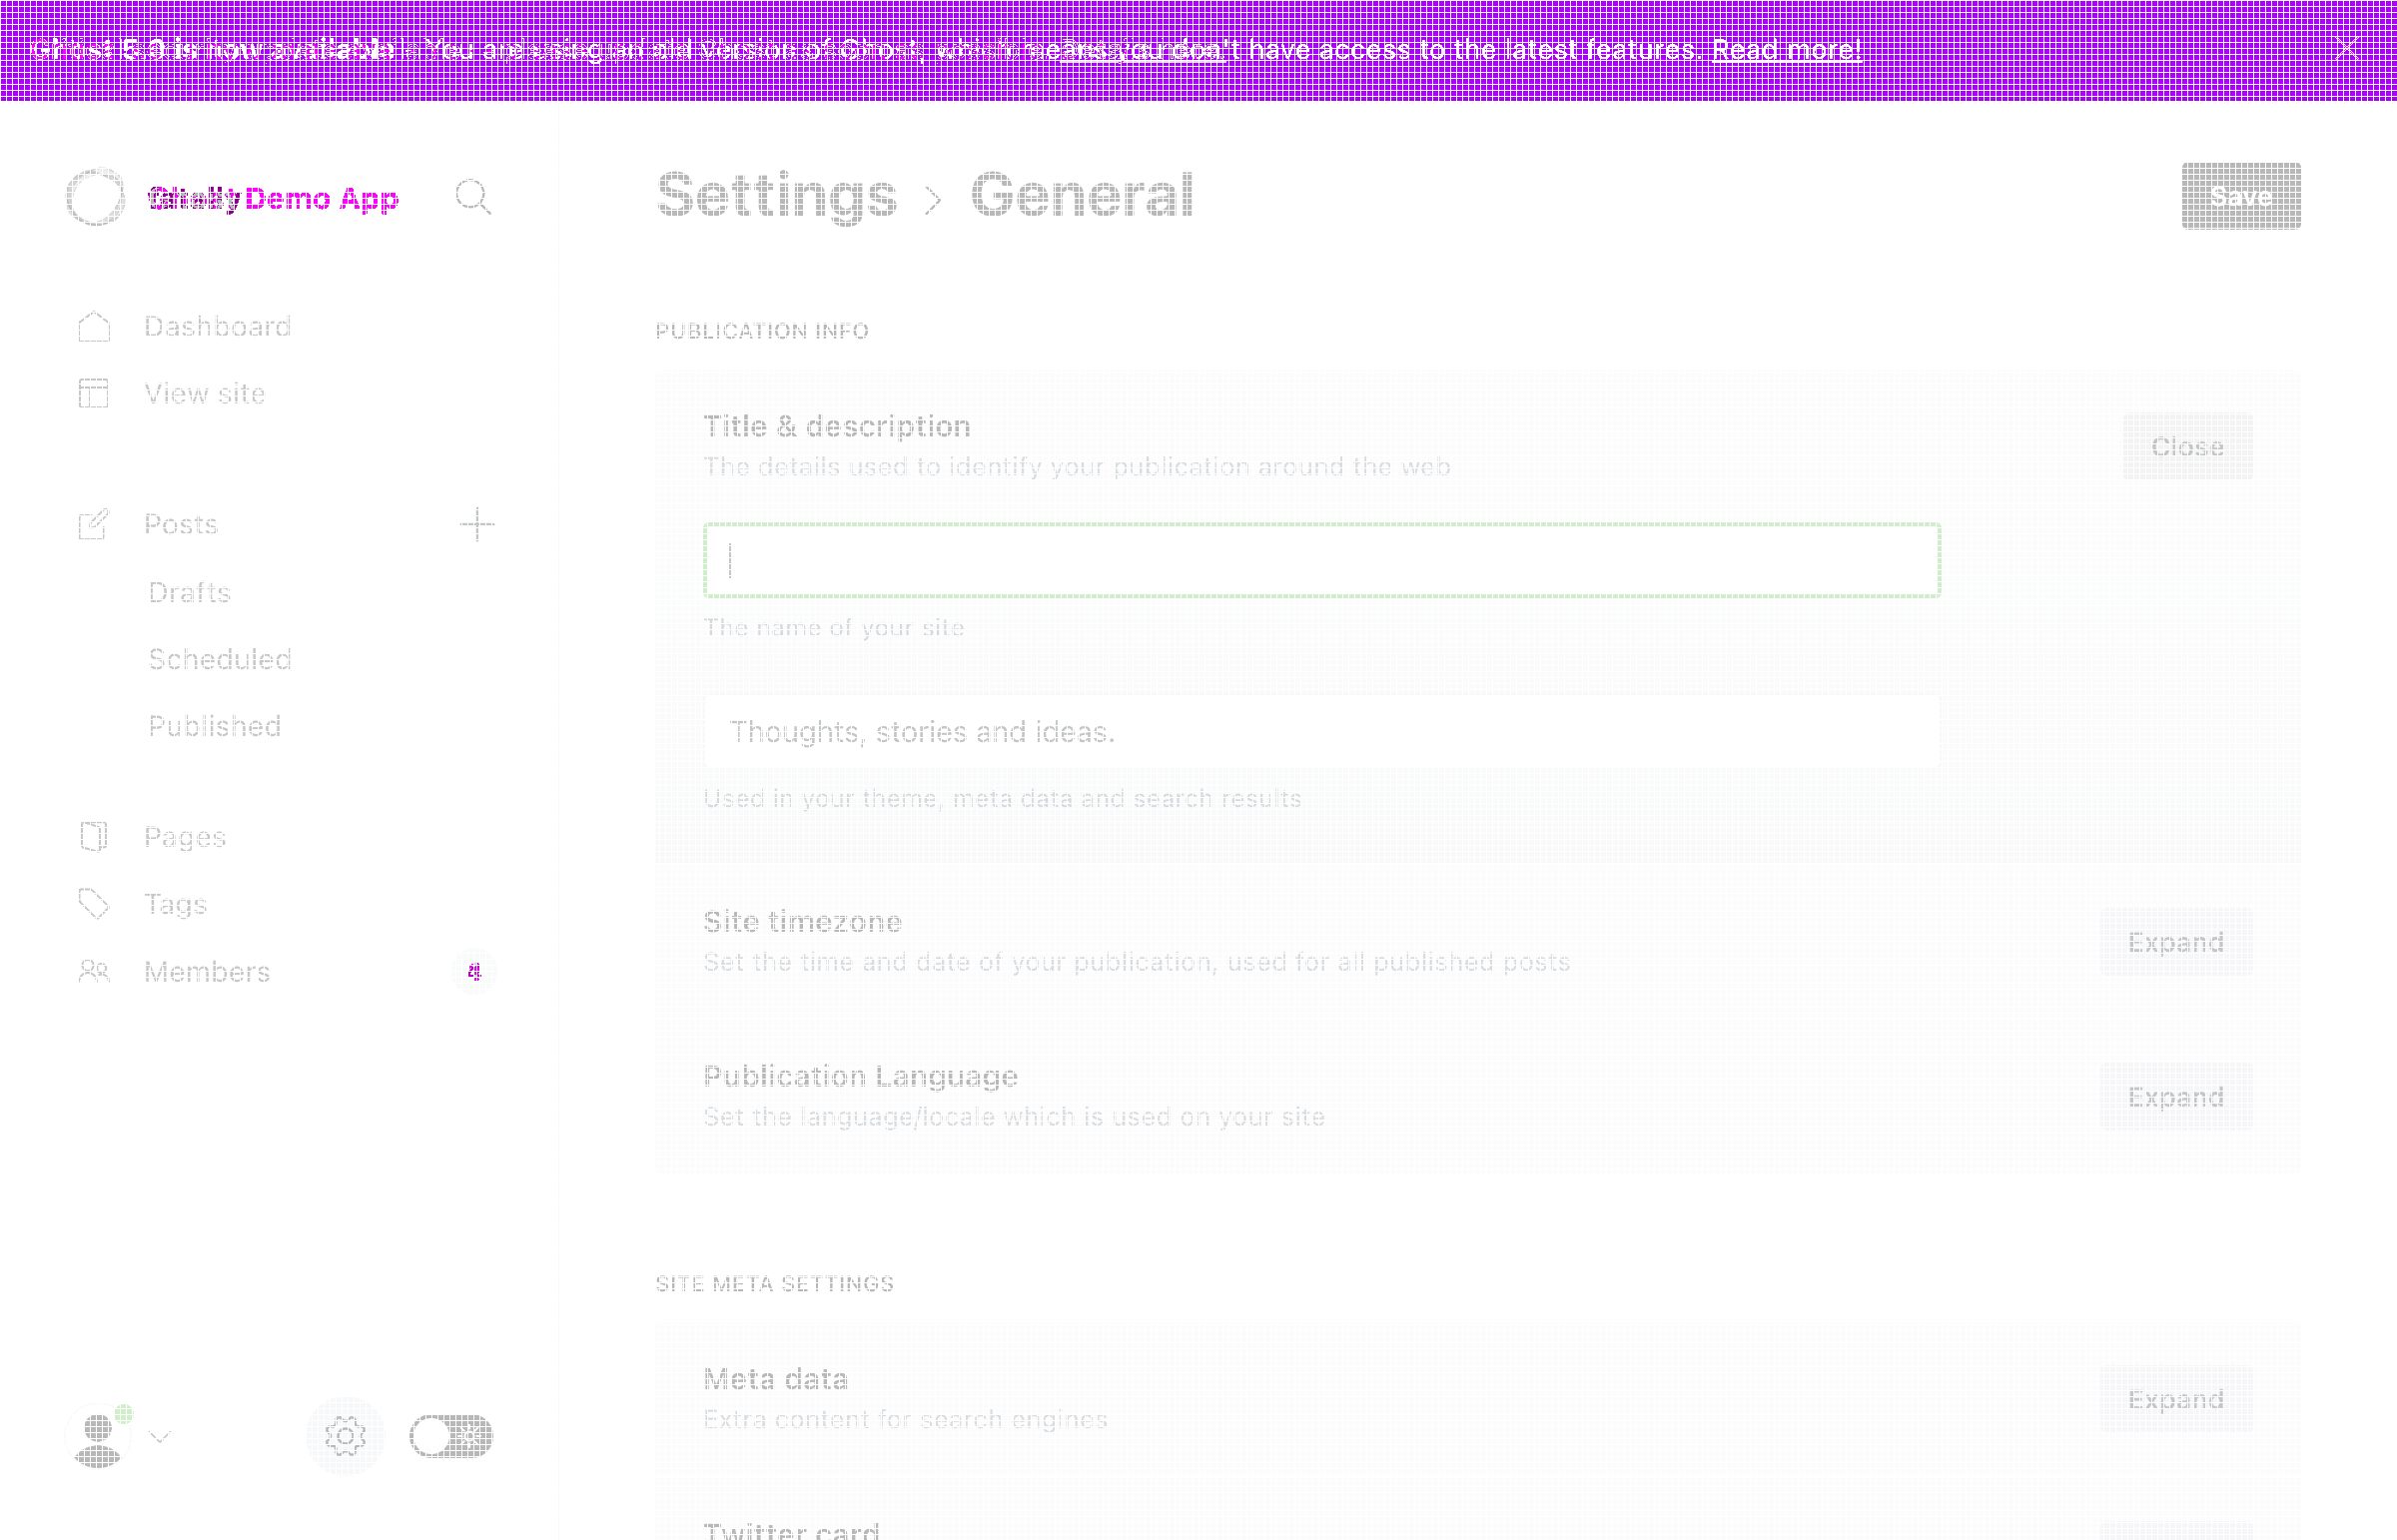 You are using an old version of Ghost, which means you don't have access to the latest features. Read more!
Demo App
Settings > General
Save
Dashboard
View site
Posts
Drafts
Scheduled
Published
Pages
Tags
Members
PUBLICATION INFO
Title & description
The details used to identify your publication around the web
Close
The name of your site
Thoughts, stories and ideas.
Used in your theme, meta data and search results
Site timezone
Set the time and date of your publication, used for all published posts
Expand
Publication Language
Set the language/locale which is used on your site
Expand
SITE META SETTINGS
Meta data
Extra content for search engines
Expand
Twitter card